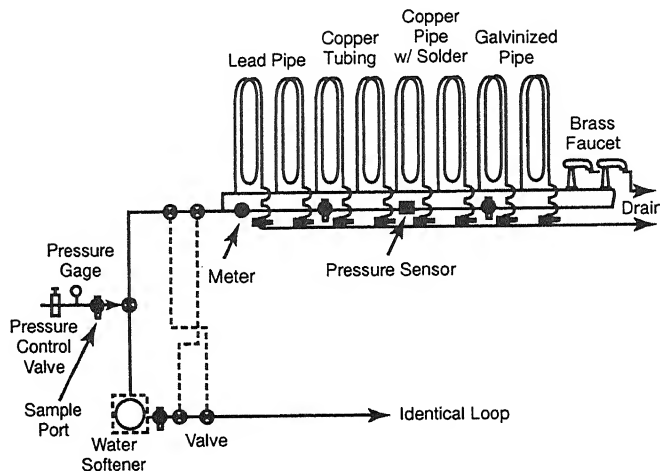 Lead Pipe
Copper
Tubing
Copper
Pipe
w/ Solder
Galvinized
Pipe
Brass
Faucet
Drain
Meter
Pressure Sensor
Pressure
Gage
Pressure
Control
Valve
Sample
Port
Water
Softener
Valve
Identical Loop